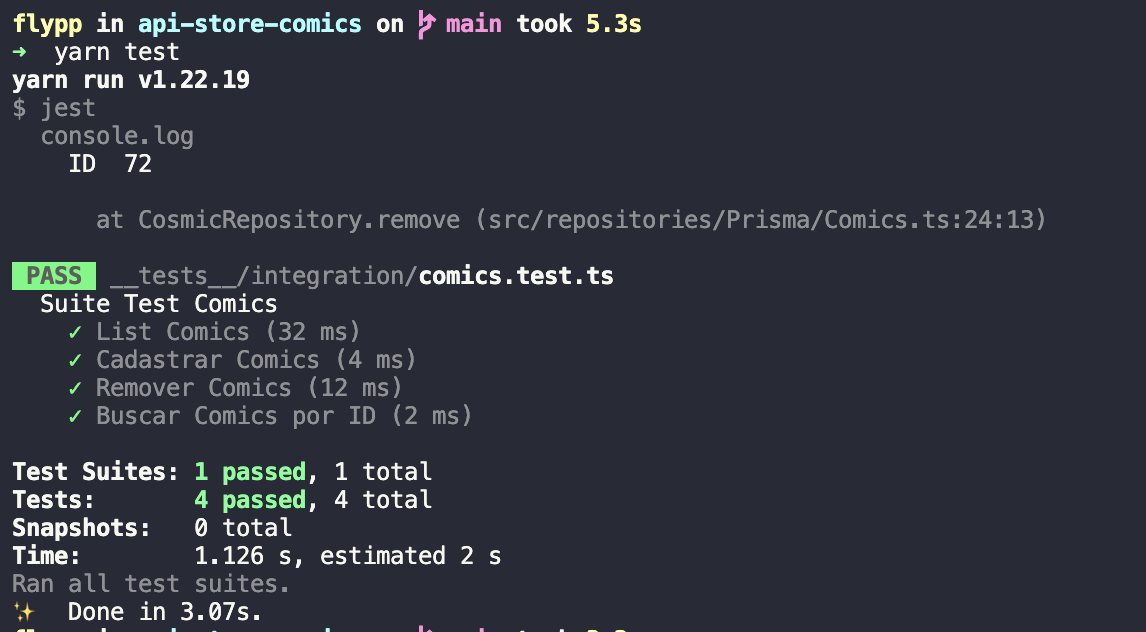 flypp in api-store-comics on main took 5.3s
➜ yarn test
yarn run v1.22.19
$ jest
console.log
ID 72
at CosmicRepository.remove (src/repositories/Prisma/Comics.ts:24:13)
PASS __tests__/integration/comics.test.ts
Suite Test Comics
✓ List Comics (32 ms)
✓ Cadastrar Comics (4 ms)
✓ Remover Comics (12 ms)
✓ Buscar Comics por ID (2 ms)
Test Suites: 1 passed, 1 total
Tests: 4 passed, 4 total
Snapshots: 0 total
Time: 1.126 s, estimated 2 s
Ran all test suites.
✨ Done in 3.07s.